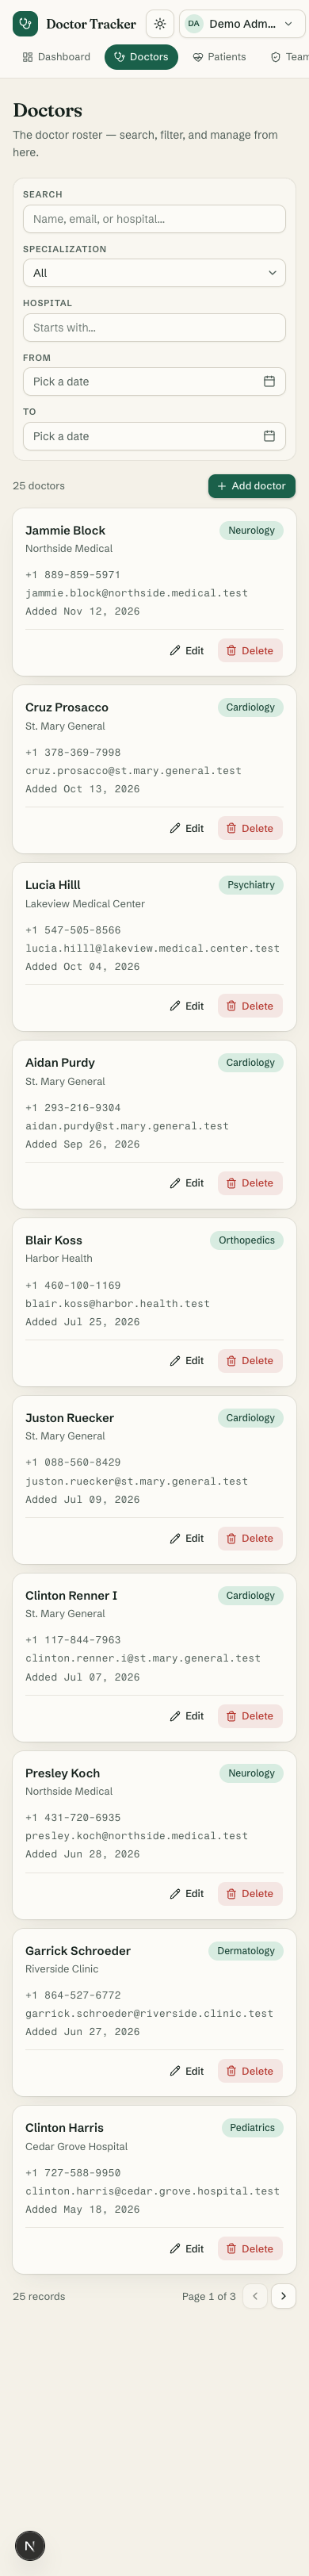 Doctor Tracker
DA Demo Adm...
Dashboard Doctors Patients Team
Doctors
The doctor roster — search, filter, and manage from
here.
SEARCH
Name, email, or hospital...
SPECIALIZATION
All
HOSPITAL
Starts with...
FROM
Pick a date
TO
Pick a date
25 doctors + Add doctor
Jammie Block Neurology
Northside Medical
+1 889-859-5971
jammie.block@northside.medical.test
Added Nov 12, 2026
Edit Delete
Cruz Prosacco Cardiology
St. Mary General
+1 378-369-7998
cruz.prosacco@st.mary.general.test
Added Oct 13, 2026
Edit Delete
Lucia Hilll Psychiatry
Lakeview Medical Center
+1 547-505-8566
lucia.hilll@lakeview.medical.center.test
Added Oct 04, 2026
Edit Delete
Aidan Purdy Cardiology
St. Mary General
+1 293-216-9304
aidan.purdy@st.mary.general.test
Added Sep 26, 2026
Edit Delete
Blair Koss Orthopedics
Harbor Health
+1 460-100-1169
blair.koss@harbor.health.test
Added Jul 25, 2026
Edit Delete
Juston Ruecker Cardiology
St. Mary General
+1 088-560-8429
juston.ruecker@st.mary.general.test
Added Jul 09, 2026
Edit Delete
Clinton Renner I Cardiology
St. Mary General
+1 117-844-7963
clinton.renner.i@st.mary.general.test
Added Jul 07, 2026
Edit Delete
Presley Koch Neurology
Northside Medical
+1 431-720-6935
presley.koch@northside.medical.test
Added Jun 28, 2026
Edit Delete
Garrick Schroeder Dermatology
Riverside Clinic
+1 864-527-6772
garrick.schroeder@riverside.clinic.test
Added Jun 27, 2026
Edit Delete
Clinton Harris Pediatrics
Cedar Grove Hospital
+1 727-588-9950
clinton.harris@cedar.grove.hospital.test
Added May 18, 2026
Edit Delete
25 records Page 1 of 3
N